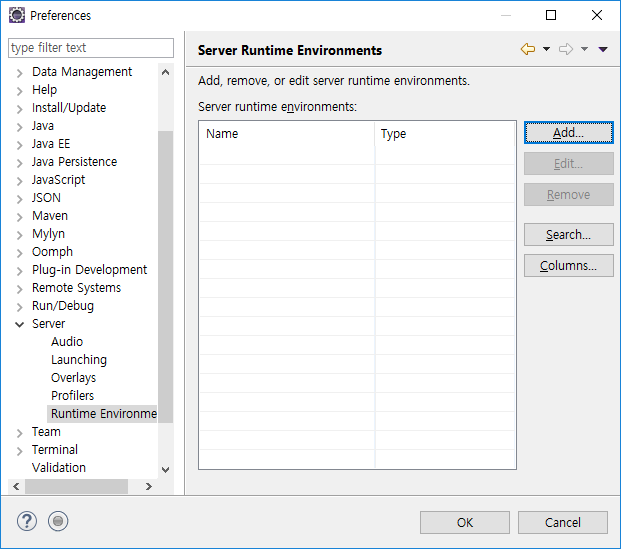 Preferences
type filter text
Data Management
Help
Install/Update
Java
Java EE
Java Persistence
JavaScript
JSON
Maven
Mylyn
Oomph
Plug-in Development
Remote Systems
Run/Debug
Server
Audio
Launching
Overlays
Profilers
Runtime Environme
Team
Terminal
Validation
Server Runtime Environments
Add, remove, or edit server runtime environments.
Server runtime environments:
Name Type
Add...
Edit...
Remove
Search...
Columns...
OK Cancel